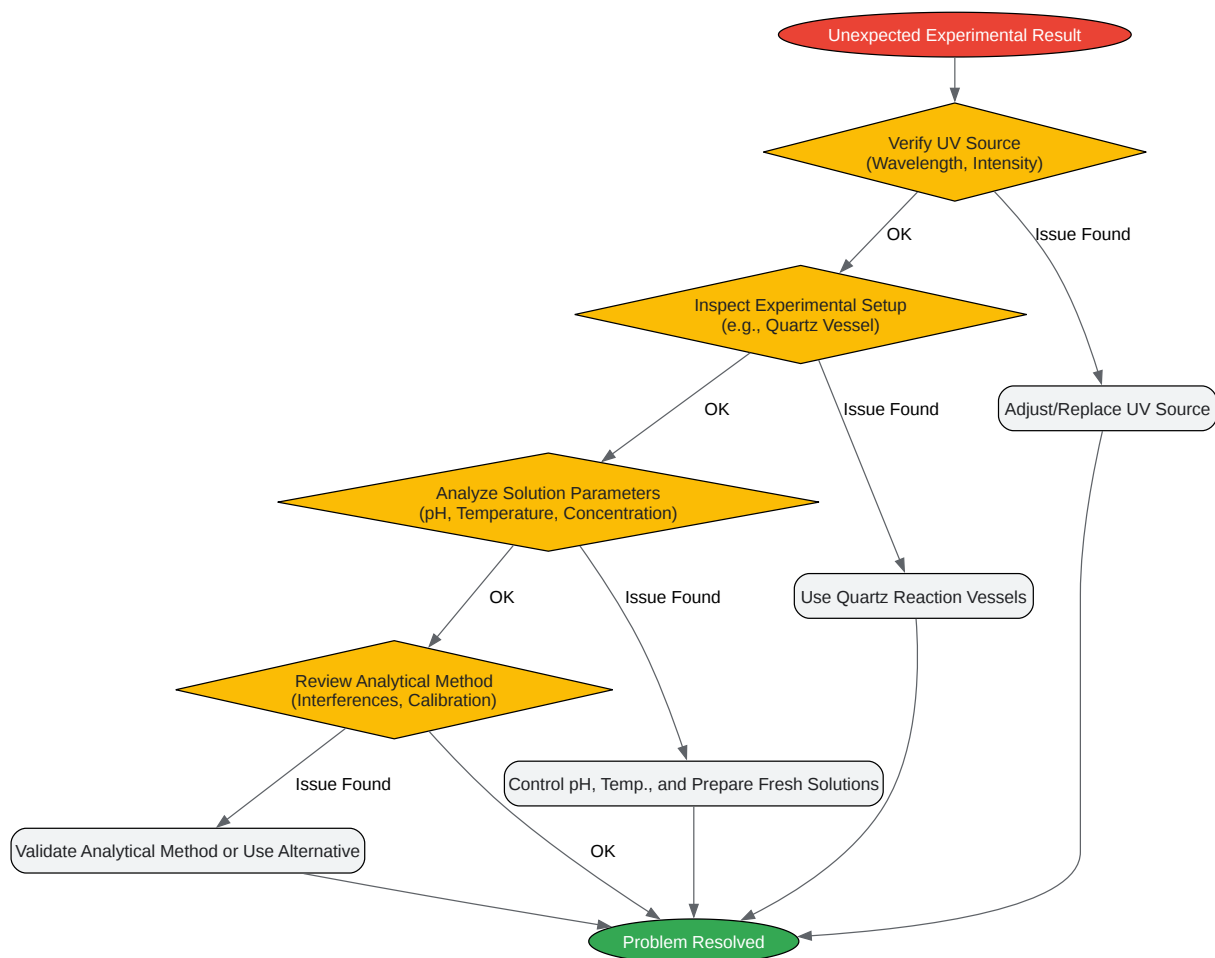 Unexpected Experimental Result
Verify UV Source
(Wavelength, Intensity)
OK
Issue Found
Inspect Experimental Setup
(e.g., Quartz Vessel)
OK
Issue Found
Adjust/Replace UV Source
Analyze Solution Parameters
(pH, Temperature, Concentration)
OK
Issue Found
Use Quartz Reaction Vessels
Review Analytical Method
(Interferences, Calibration)
Issue Found
Control pH, Temp., and Prepare Fresh Solutions
Validate Analytical Method or Use Alternative
OK
Problem Resolved